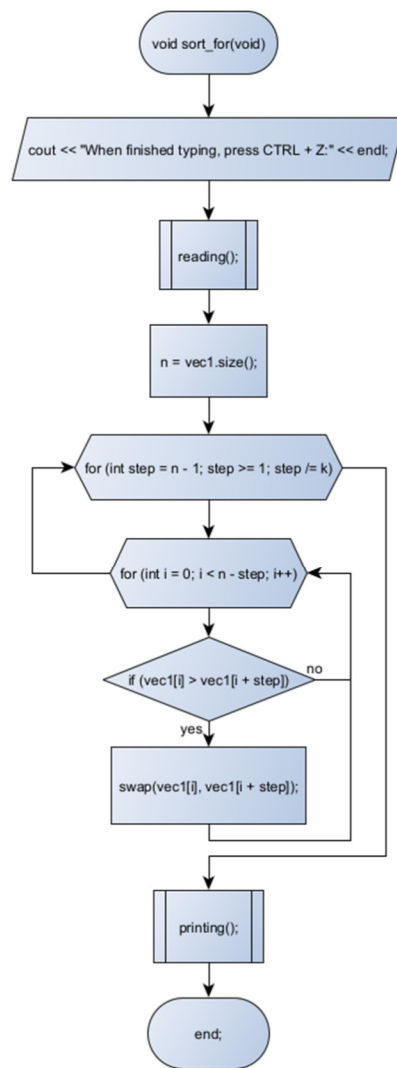 void sort_for(void)
cout << "When finished typing, press CTRL + Z:" << endl;
reading();
n = vec1.size();
for (int step = n - 1; step >= 1; step /= k)
for (int i = 0; i < n - step; i++)
if (vec1[i] > vec1[i + step])
no
yes
swap(vec1[i], vec1[i + step]);
printing();
end;